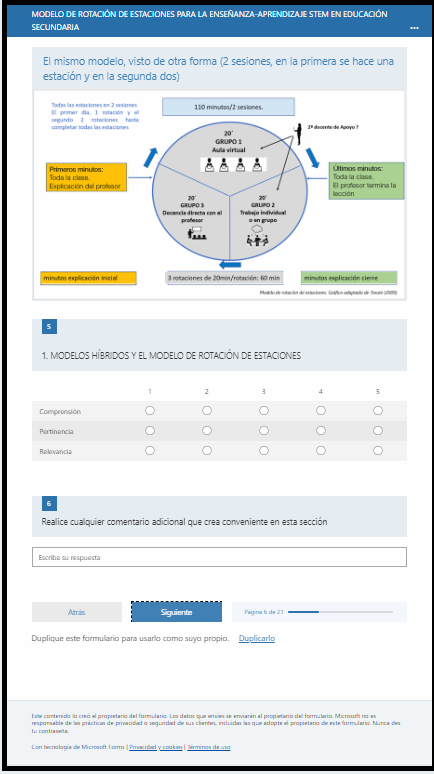 MODELO DE ROTACIÓN DE ESTACIONES PARA LA ENSEÑANZA-APRENDIZAJE STEM EN EDUCACIÓN
SECUNDARIA
El mismo modelo, visto de otra forma (2 sesiones, en la primera se hace una
estación y en la segunda dos)
Todas las estaciones en 2 sesiones
El primer día, 1 rotación y el
segundo 2 rotaciones hasta
completar todas las estaciones
110 minutos/2 sesiones.
20'
GRUPO 1
Aula virtual
2º docente de Apoyo ?
Primeros minutos:
Toda la clase.
Explicación del profesor
Últimos minutos:
Toda la clase.
El profesor termina la
lección
20'
GRUPO 3
Docencia directa con el
profesor
20'
GRUPO 2
Trabajo individual
o en grupo
minutos explicación inicial
3 rotaciones de 20min/rotación: 60 min
minutos explicación cierre
Modelo de rotación de estaciones. Gráfico adaptado de
5
1. MODELOS HÍBRIDOS Y EL MODELO DE ROTACIÓN DE ESTACIONES
1 2 3 4 5
Comprensión
Pertinencia
Relevancia
6
Realice cualquier comentario adicional que crea conveniente en esta sección
Escriba su respuesta
Atrás
Siguiente
Página 6 de 21
Duplique este formulario para usarlo como suyo propio. Duplicarlo
Este contenido lo creó el propietario del formulario. Los datos que envíes se enviarán al propietario del formulario. Microsoft no es
responsable de las prácticas de privacidad o seguridad de sus clientes, incluidas las que adopte el propietario de este formulario. Nunca des
tu contraseña.
Con tecnología de Microsoft Forms | Privacidad y cookies | Términos de uso